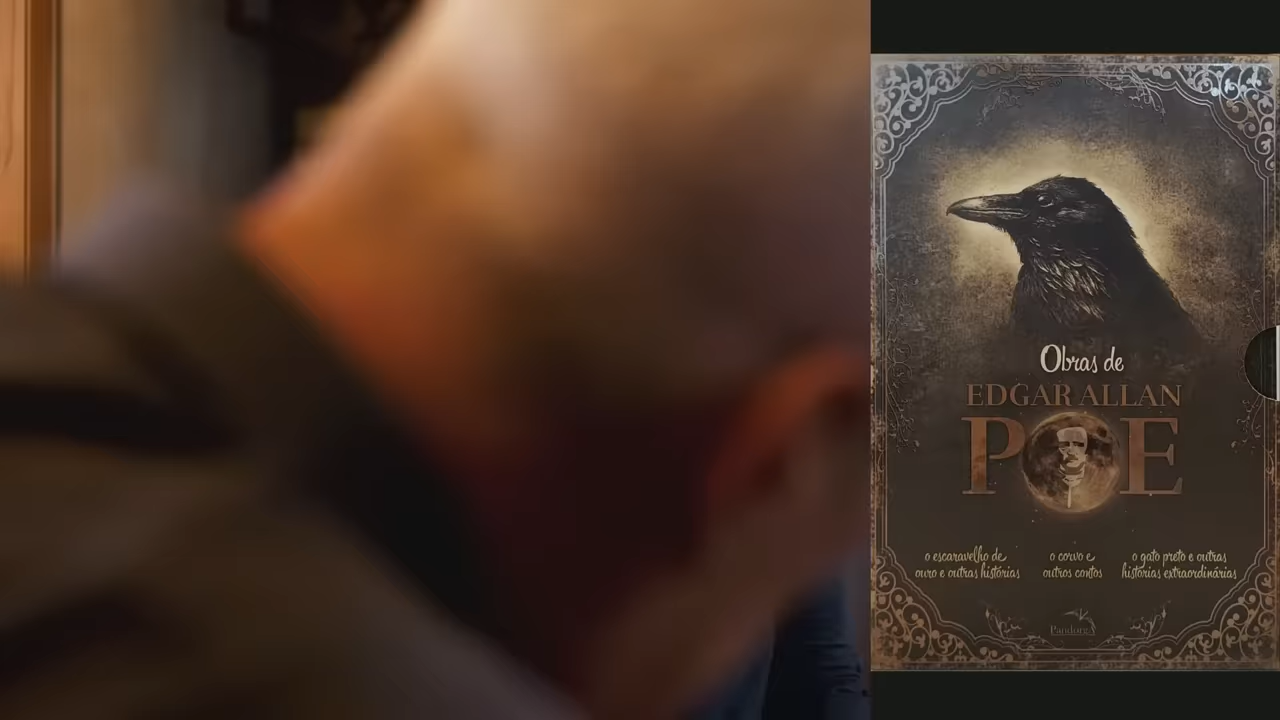 Obras de
EDGAR ALLAN
POE
o escaravelho de
ouro e outras histórias
o corvo e
outros contos
o gato preto e outras
histórias extraordinárias
PandorgA